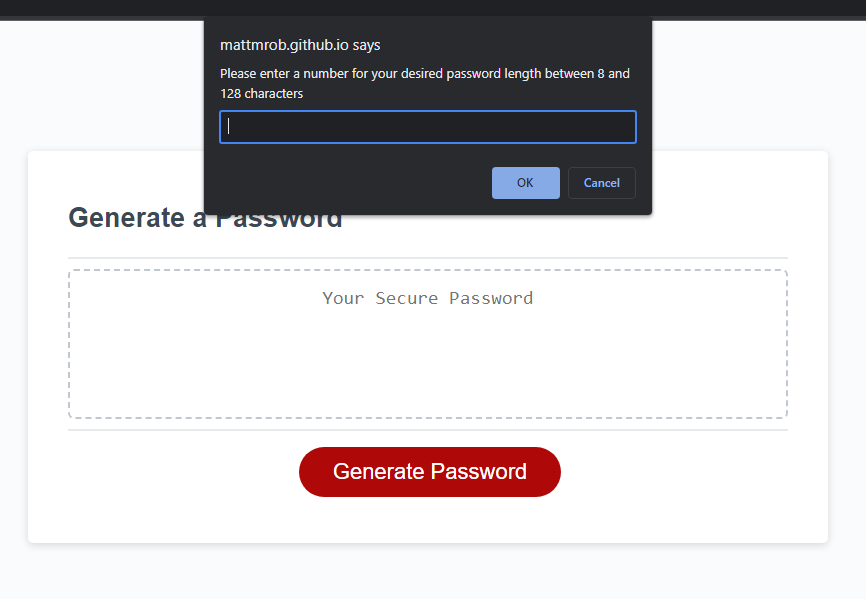 mattmrob.github.io says
Please enter a number for your desired password length between 8 and
128 characters
OK
Cancel
Generate a Password
Your Secure Password
Generate Password